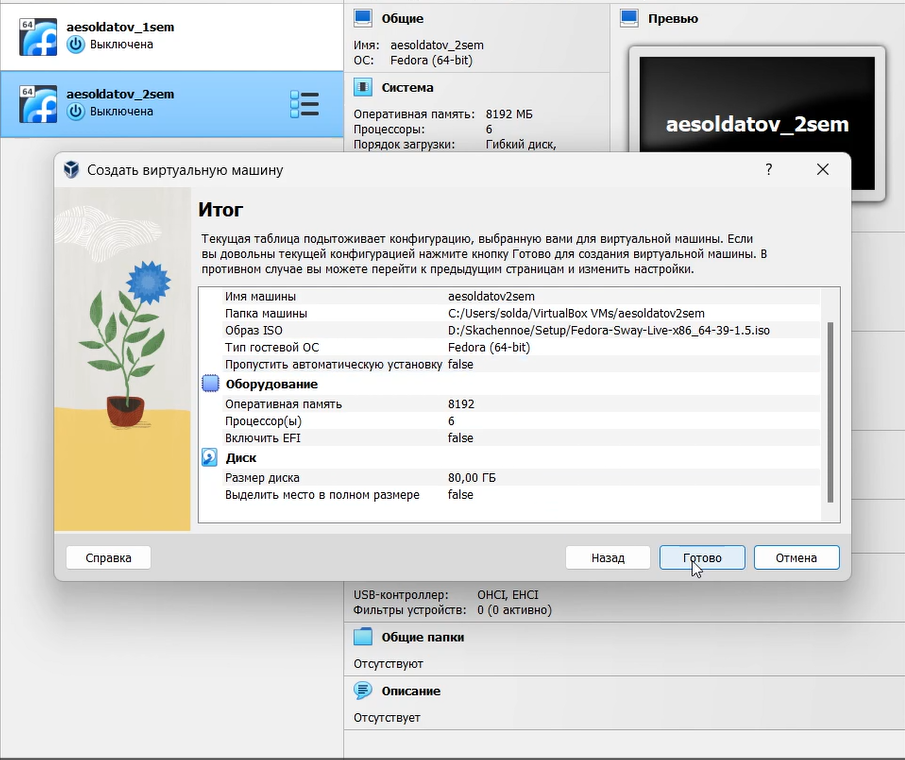 64
aesoldatov_1sem
Выключена
64
aesoldatov_2sem
Выключена
Общие
Имя: aesoldatov_2sem
ОС: Fedora (64-bit)
Система
Оперативная память: 8192 МБ
Процессоры: 6
Порядок загрузки: Гибкий диск,
Превью
aesoldatov_2sem
Создать виртуальную машину
?
Итог
Текущая таблица подытоживает конфигурацию, выбранную вами для виртуальной машины. Если
вы довольны текущей конфигурацией нажмите кнопку Готово для создания виртуальной машины. В
противном случае вы можете перейти к предыдущим страницам и изменить настройки.
Имя машины aesoldatov2sem
Папка машины C:/Users/solda/VirtualBox VMs/aesoldatov2sem
Образ ISO D:/Skachennoe/Setup/Fedora-Sway-Live-x86_64-39-1.5.iso
Тип гостевой ОС Fedora (64-bit)
Пропустить автоматическую установку false
Оборудование
Оперативная память 8192
Процессор(ы) 6
Включить EFI false
Диск
Размер диска 80,00 ГБ
Выделить место в полном размере false
Справка
Назад
Готово
Отмена
USB-контроллер: OHCI, EHCI
Фильтры устройств: 0 (0 активно)
Общие папки
Отсутствуют
Описание
Отсутствует